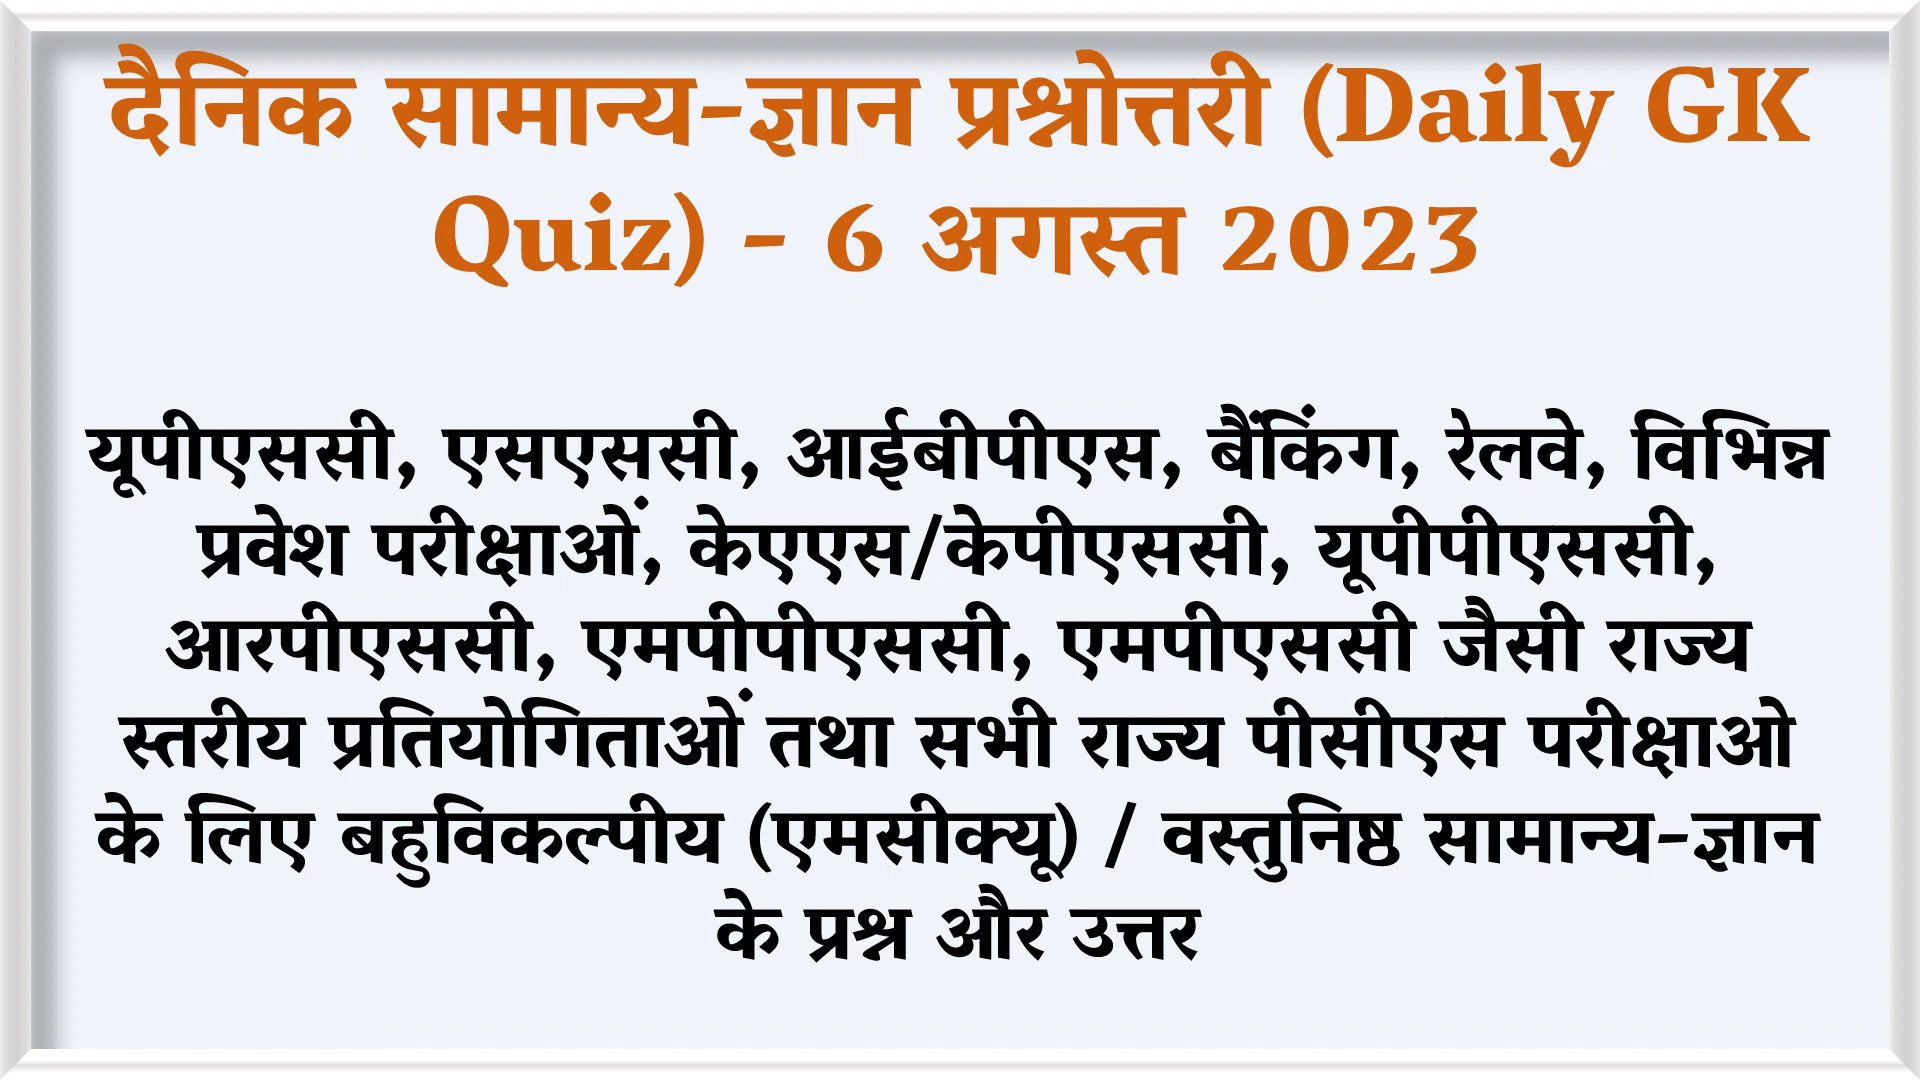 दैनिक सामान्य-ज्ञान प्रश्नोत्तरी (Daily GK
Quiz) - 6 अगस्त 2023
यूपीएससी, एसएससी, आईबीपीएस, बैंकिंग, रेलवे, विभिन्न
प्रवेश परीक्षाओं, केएएस/केपीएससी, यूपीपीएससी,
आरपीएससी, एमपीपीएससी, एमपीएससी जैसी राज्य
स्तरीय प्रतियोगिताओं तथा सभी राज्य पीसीएस परीक्षाओ
के लिए बहुविकल्पीय (एमसीक्यू) / वस्तुनिष्ठ सामान्य-ज्ञान
के प्रश्न और उत्तर